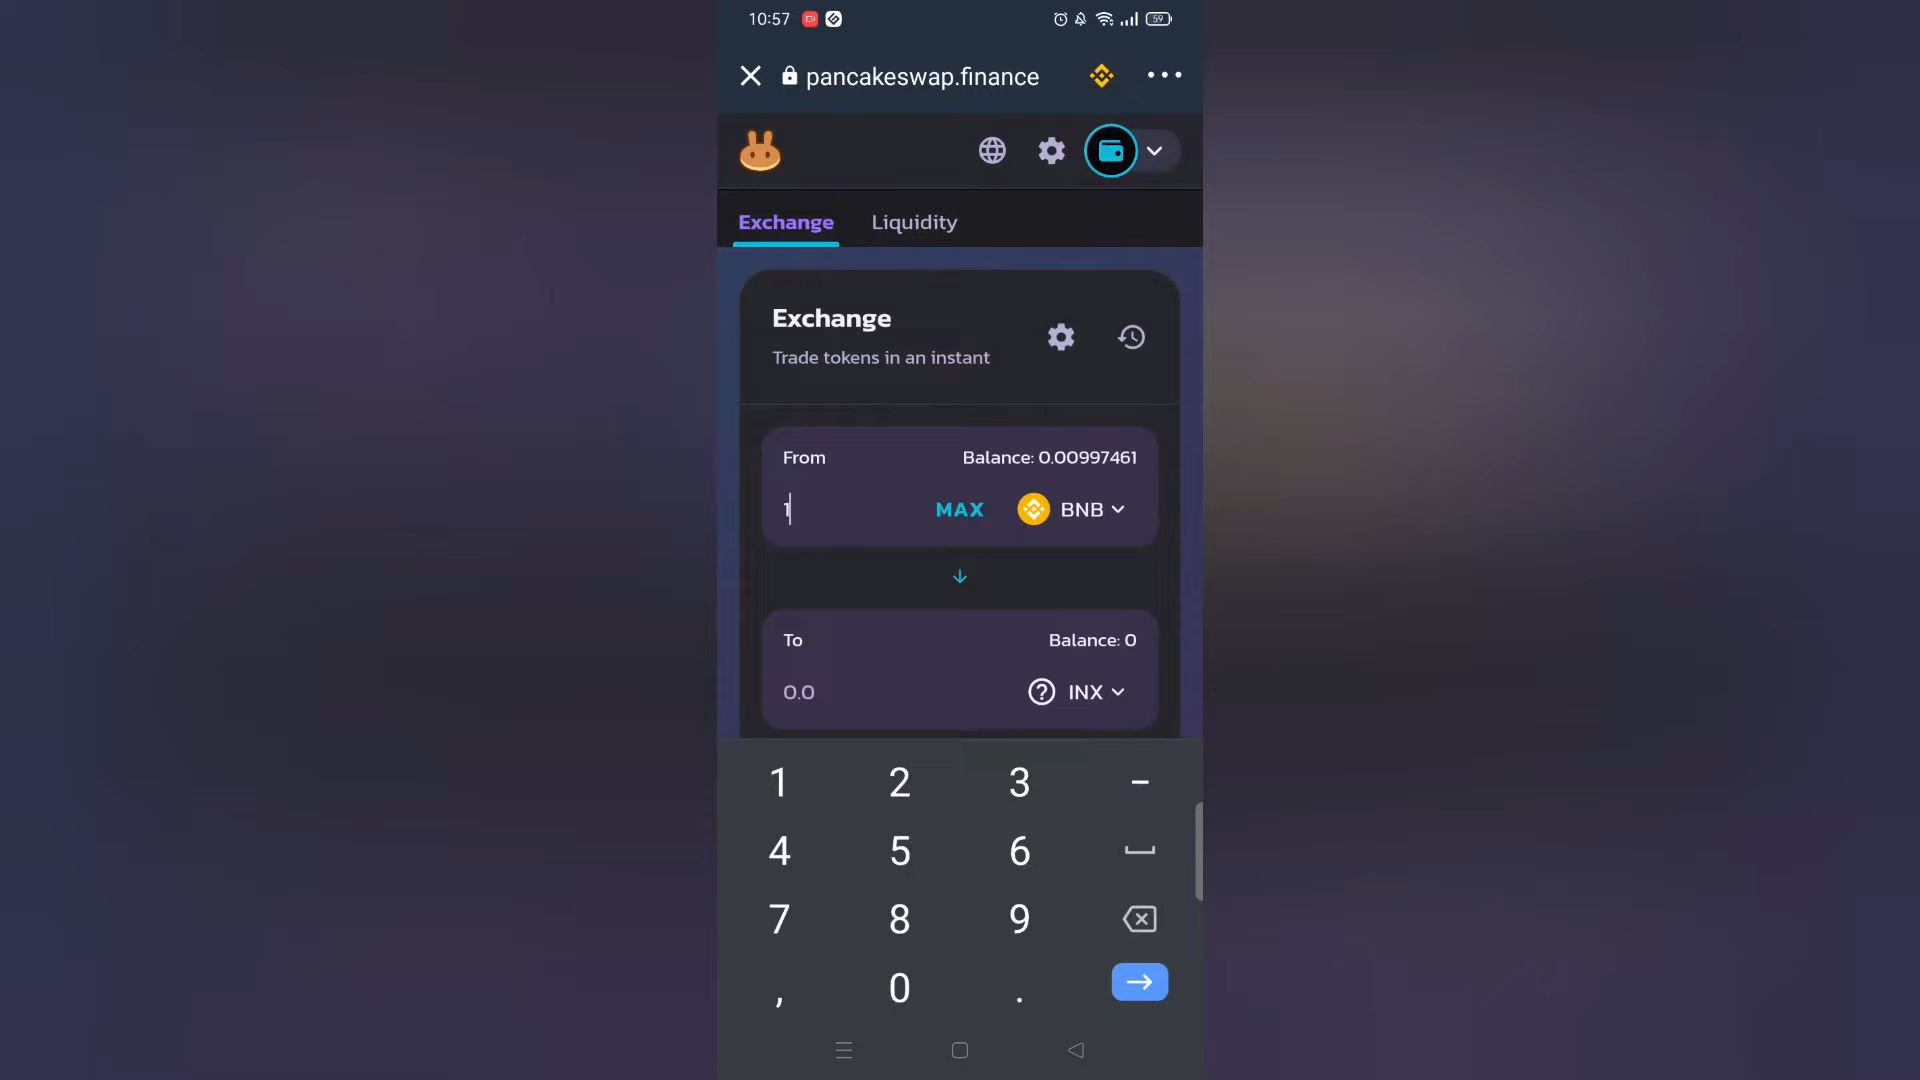 10:57
59
pancakeswap.finance
Exchange Liquidity
Exchange
Trade tokens in an instant
From Balance: 0.00997461
1 MAX BNB
To Balance: 0
0.0 ? INX
1 2 3 -
4 5 6
7 8 9
, 0 .